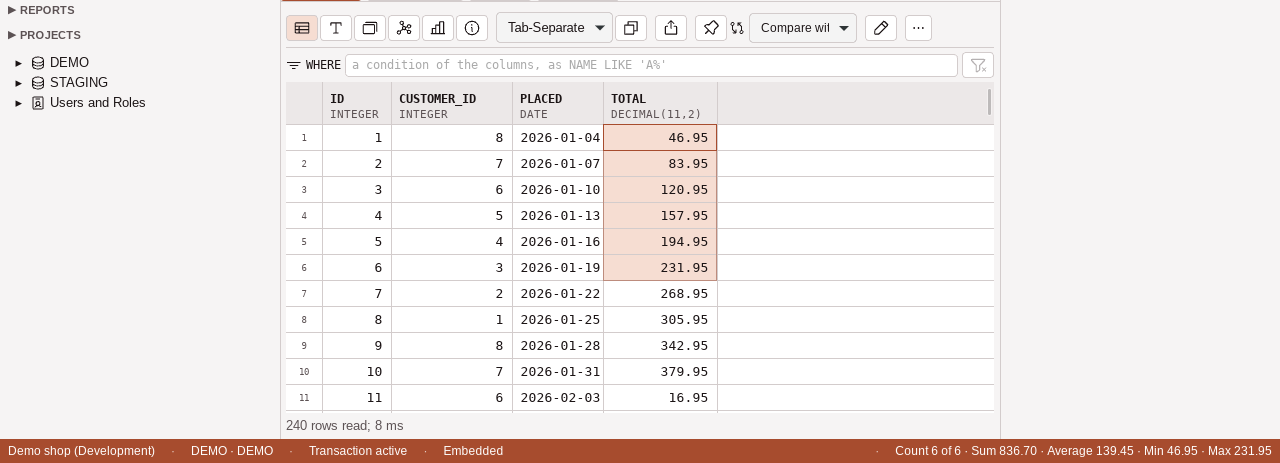 REPORTS
PROJECTS
DEMO
STAGING
Users and Roles
Tab-Separate
Compare wit
WHERE a condition of the columns, as NAME LIKE 'A%'
ID CUSTOMER_ID PLACED TOTAL
INTEGER INTEGER DATE DECIMAL(11,2)
1 1 8 2026-01-04 46.95
2 2 7 2026-01-07 83.95
3 3 6 2026-01-10 120.95
4 4 5 2026-01-13 157.95
5 5 4 2026-01-16 194.95
6 6 3 2026-01-19 231.95
7 7 2 2026-01-22 268.95
8 8 1 2026-01-25 305.95
9 9 8 2026-01-28 342.95
10 10 7 2026-01-31 379.95
11 11 6 2026-02-03 16.95
240 rows read; 8 ms
Demo shop (Development) · DEMO · DEMO · Transaction active · Embedded · Count 6 of 6 · Sum 836.70 · Average 139.45 · Min 46.95 · Max 231.95